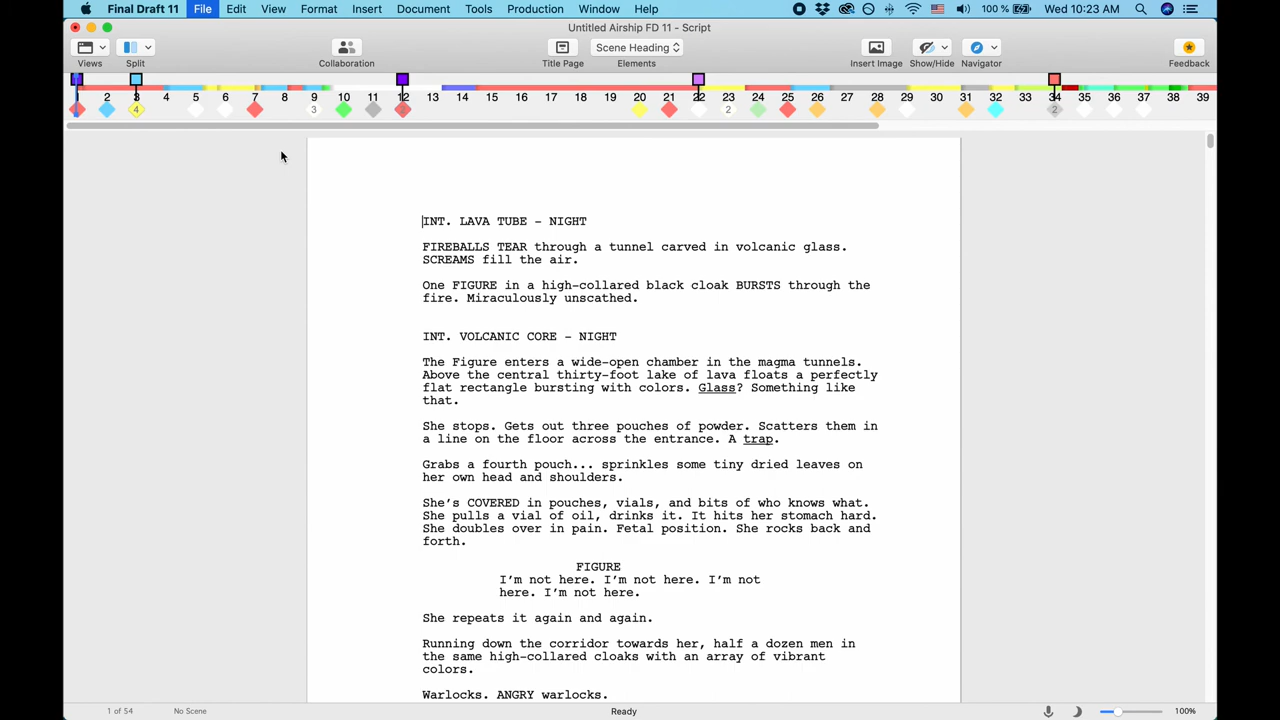 Final Draft 11 File Edit View Format Insert Document Tools Production Window Help 100 % Wed 10:23 AM
Untitled Airship FD 11 - Script
Views Split Collaboration Title Page Scene Heading Elements Insert Image Show/Hide Navigator Feedback
2 3 4 5 6 7 8 9 10 11 12 13 14 15 16 17 18 19 20 21 22 23 24 25 26 27 28 29 30 31 32 33 34 35 36 37 38 39
4 3 2 2 2
INT. LAVA TUBE - NIGHT
FIREBALLS TEAR through a tunnel carved in volcanic glass.
SCREAMS fill the air.
One FIGURE in a high-collared black cloak BURSTS through the
fire. Miraculously unscathed.
INT. VOLCANIC CORE - NIGHT
The Figure enters a wide-open chamber in the magma tunnels.
Above the central thirty-foot lake of lava floats a perfectly
flat rectangle bursting with colors. Glass? Something like
that.
She stops. Gets out three pouches of powder. Scatters them in
a line on the floor across the entrance. A trap.
Grabs a fourth pouch... sprinkles some tiny dried leaves on
her own head and shoulders.
She's COVERED in pouches, vials, and bits of who knows what.
She pulls a vial of oil, drinks it. It hits her stomach hard.
She doubles over in pain. Fetal position. She rocks back and
forth.
FIGURE
I'm not here. I'm not here. I'm not
here. I'm not here.
She repeats it again and again.
Running down the corridor towards her, half a dozen men in
the same high-collared cloaks with an array of vibrant
colors.
Warlocks. ANGRY warlocks.
1 of 54 No Scene Ready 100%